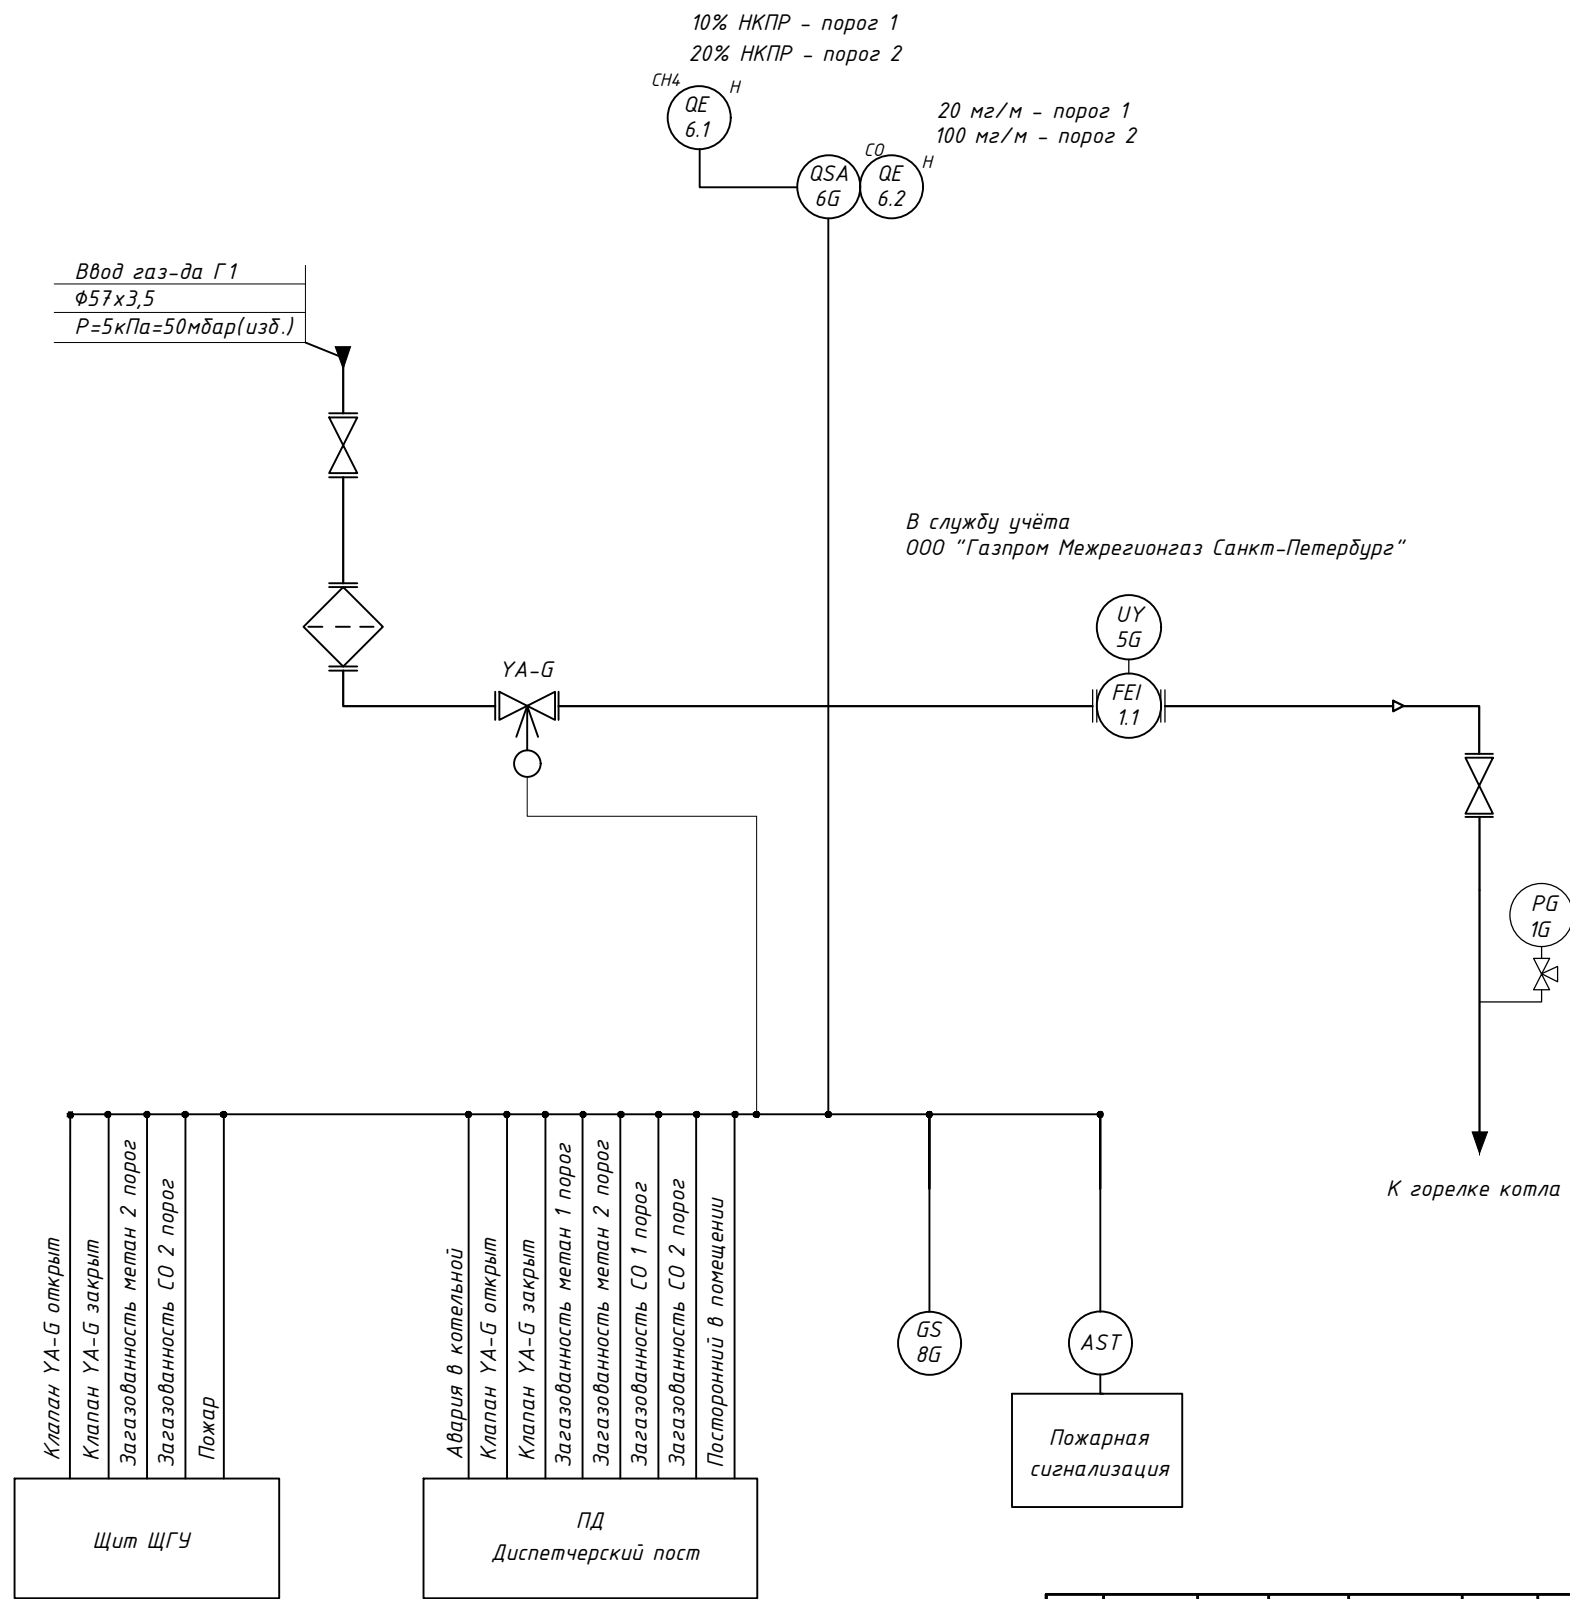 10% НКПР - порог 1
20% НКПР - порог 2
CH4
H
QE
6.1
20 мг/м - порог 1
100 мг/м - порог 2
CO
H
QSA
6G
QE
6.2
Ввод газ-да Г1
Ф57х3,5
Р=5кПа=50мбар(изб.)
В службу учёта
ООО "Газпром Межрегионгаз Санкт-Петербург"
UY
5G
YA-G
FEI
1.1
PG
1G
К горелке котла
Клапан YA-G открыт
Клапан YA-G закрыт
Загазованность метан 2 порог
Загазованность СО 2 порог
Пожар
Авария в котельной
Клапан YA-G открыт
Клапан YA-G закрыт
Загазованность метан 1 порог
Загазованность метан 2 порог
Загазованность СО 1 порог
Загазованность СО 2 порог
Посторонний в помещении
GS
8G
AST
Пожарная
сигнализация
Щит ЩГУ
ПД
Диспетчерский пост